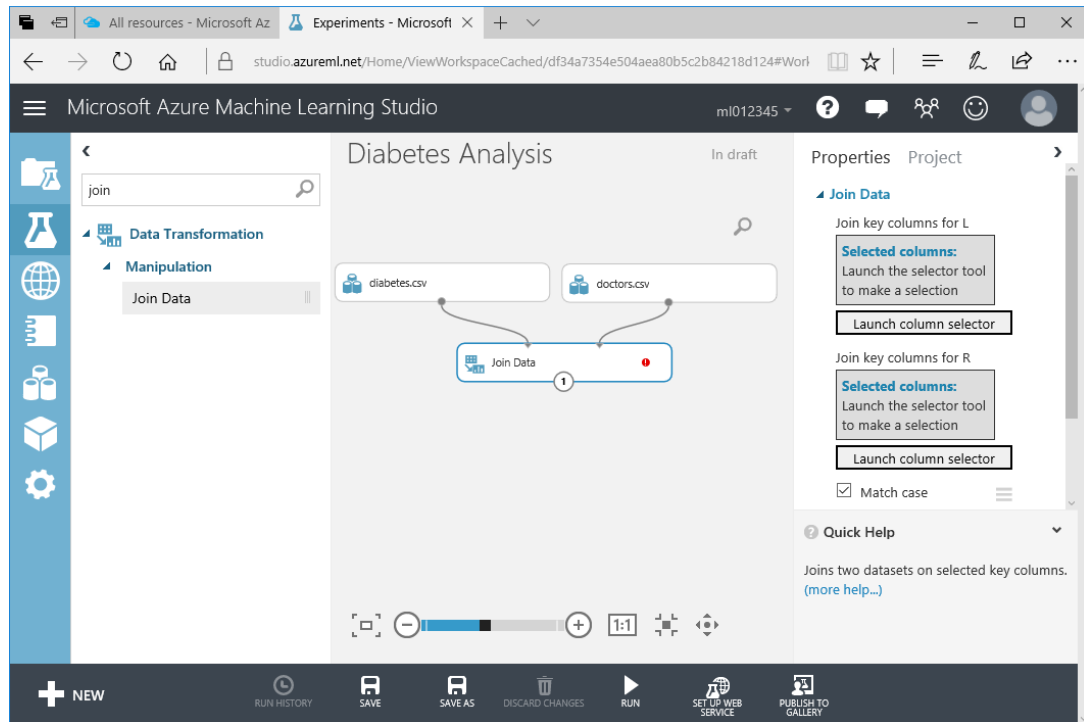 All resources - Microsoft Az
Experiments - Microsoft
studio.azureml.net/Home/ViewWorkspaceCached/df34a7354e504aea80b5c2b84218d124#Work
Microsoft Azure Machine Learning Studio
ml012345
join
Data Transformation
Manipulation
Join Data
Diabetes Analysis
In draft
diabetes.csv
doctors.csv
Join Data
1
1:1
Properties Project
Join Data
Join key columns for L
Selected columns:
Launch the selector tool
to make a selection
Launch column selector
Join key columns for R
Selected columns:
Launch the selector tool
to make a selection
Launch column selector
Match case
Quick Help
Joins two datasets on selected key columns.
(more help...)
NEW
RUN HISTORY
SAVE
SAVE AS
DISCARD CHANGES
RUN
SET UP WEB
SERVICE
PUBLISH TO
GALLERY